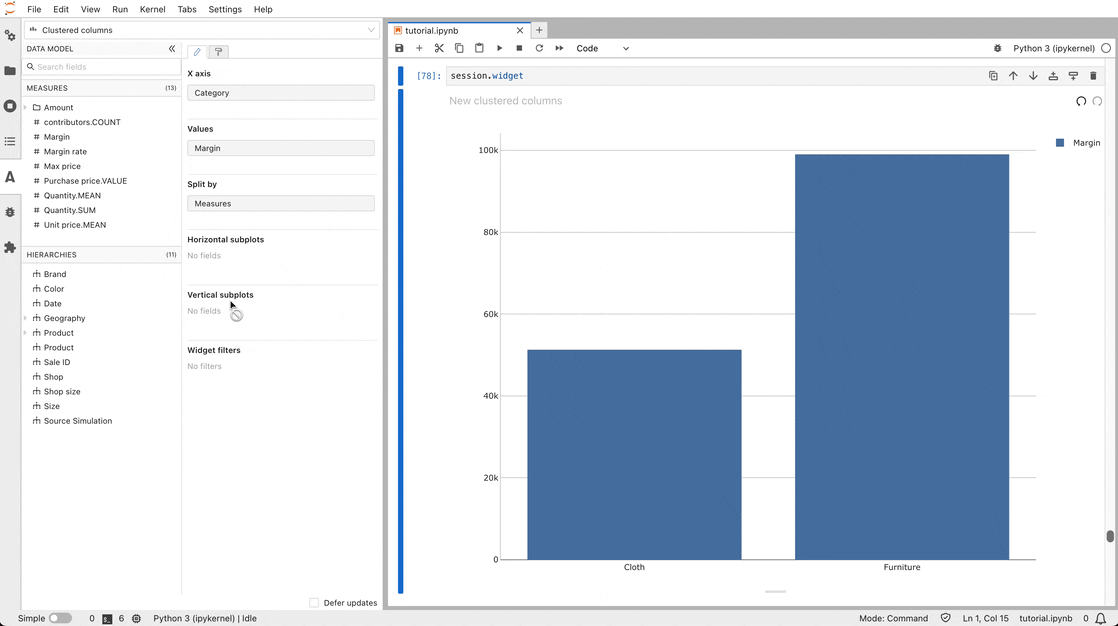 File Edit View Run Kernel Tabs Settings Help
Clustered columns
DATA MODEL
Search fields
MEASURES (13)
Amount
# contributors.COUNT
# Margin
# Margin rate
# Max price
# Purchase price.VALUE
# Quantity.MEAN
# Quantity.SUM
# Unit price.MEAN
HIERARCHIES (11)
Brand
Color
Date
Geography
Product
Product
Sale ID
Shop
Shop size
Size
Source Simulation
X axis
Category
Values
Margin
Split by
Measures
Horizontal subplots
No fields
Vertical subplots
No fields
Widget filters
No filters
Defer updates
tutorial.ipynb
Code
Python 3 (ipykernel)
[78]: session.widget
New clustered columns
Margin
100k
80k
60k
40k
20k
0
Cloth Furniture
Simple 0 6 Python 3 (ipykernel) | Idle Mode: Command Ln 1, Col 15 tutorial.ipynb 0